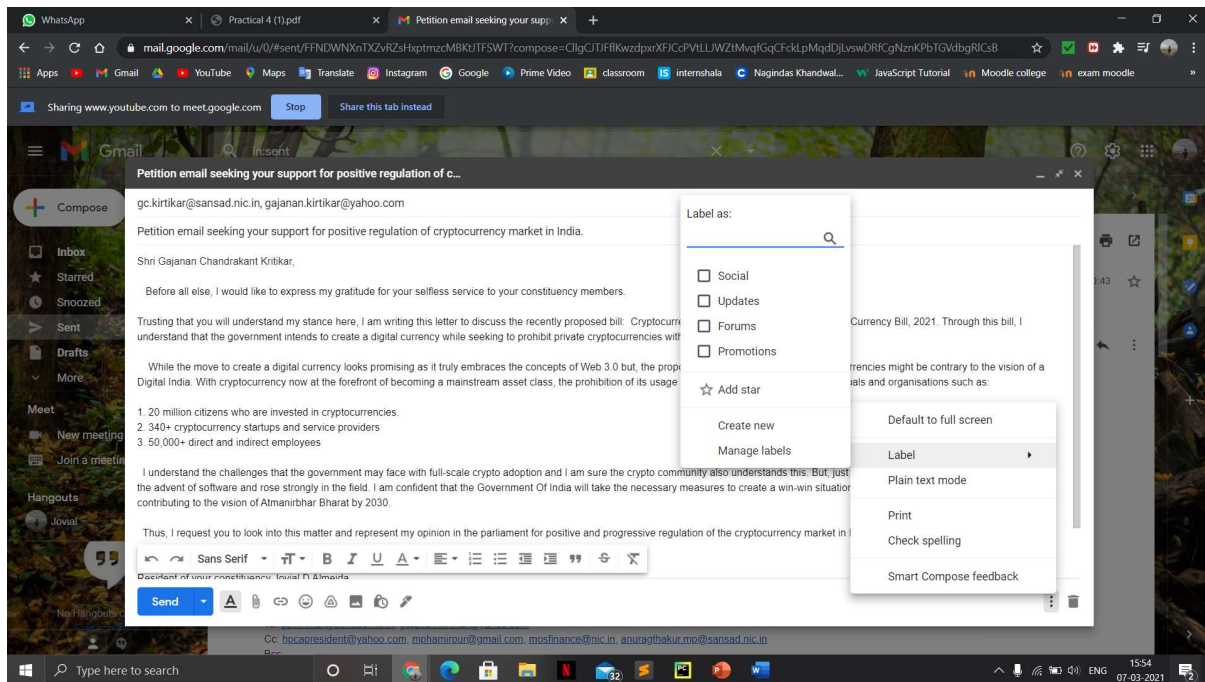 WhatsApp
Practical 4 (1).pdf
Petition email seeking your supp
mail.google.com/mail/u/0/#sent/FFNDWNXnTXZvRZsHxptmzcMBKtJTFSWT?compose=
Apps
Gmail
YouTube
Maps
Translate
Instagram
Google
Prime Video
classroom
internshala
Nagindas Khandwal...
JavaScript Tutorial
Moodle college
exam moodle
»
Sharing www.youtube.com to meet.google.com
Stop
Share this tab instead
Gmail
in:sent
Petition email seeking your support for positive regulation of c...
Compose
gc.kirtikar@sansad.nic.in, gajanan.kirtikar@yahoo.com
Petition email seeking your support for positive regulation of cryptocurrency market in India.
Inbox
Starred
Snoozed
Sent
Drafts
More
Meet
New meeting
Join a meetin
Hangouts
Jovial
No Hangouts c
Shri Gajanan Chandrakant Kritikar,
Before all else, I would like to express my gratitude for your selfless service to your constituency members.
Trusting that you will understand my stance here, I am writing this letter to discuss the recently proposed bill: Cryptocurre Currency Bill, 2021. Through this bill, I
understand that the government intends to create a digital currency while seeking to prohibit private cryptocurrencies with
While the move to create a digital currency looks promising as it truly embraces the concepts of Web 3.0 but, the propo rrencies might be contrary to the vision of a
Digital India. With cryptocurrency now at the forefront of becoming a mainstream asset class, the prohibition of its usage als and organisations such as:
1. 20 million citizens who are invested in cryptocurrencies.
2. 340+ cryptocurrency startups and service providers
3. 50,000+ direct and indirect employees
I understand the challenges that the government may face with full-scale crypto adoption and I am sure the crypto community also understands this. But, just
the advent of software and rose strongly in the field. I am confident that the Government Of India will take the necessary measures to create a win-win situation
contributing to the vision of Atmanirbhar Bharat by 2030.
Thus, I request you to look into this matter and represent my opinion in the parliament for positive and progressive regulation of the cryptocurrency market in I
Sans Serif
Resident of your constituency, Jovial D Almeida
Send
Label as:
Social
Updates
Forums
Promotions
Add star
Create new
Manage labels
Default to full screen
Label
Plain text mode
Print
Check spelling
Smart Compose feedback
:43
Cc: hpcapresident@yahoo.com, mphamirpur@gmail.com, mosfinance@nic.in, anuragthakur.mp@sansad.nic.in
Type here to search
32
ENG
15:54
07-03-2021
2